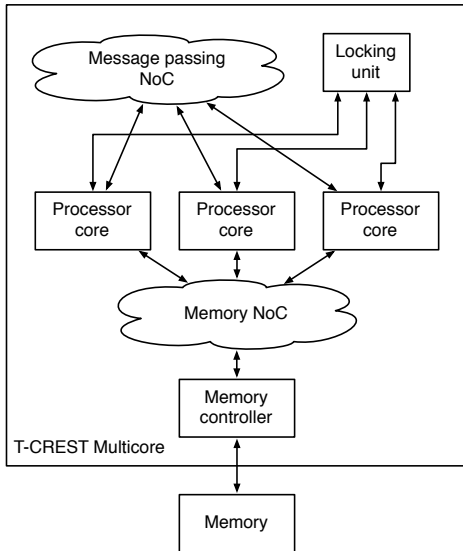 Message passing
NoC
Locking
unit
Processor
core
Processor
core
Processor
core
Memory NoC
Memory
controller
T-CREST Multicore
Memory